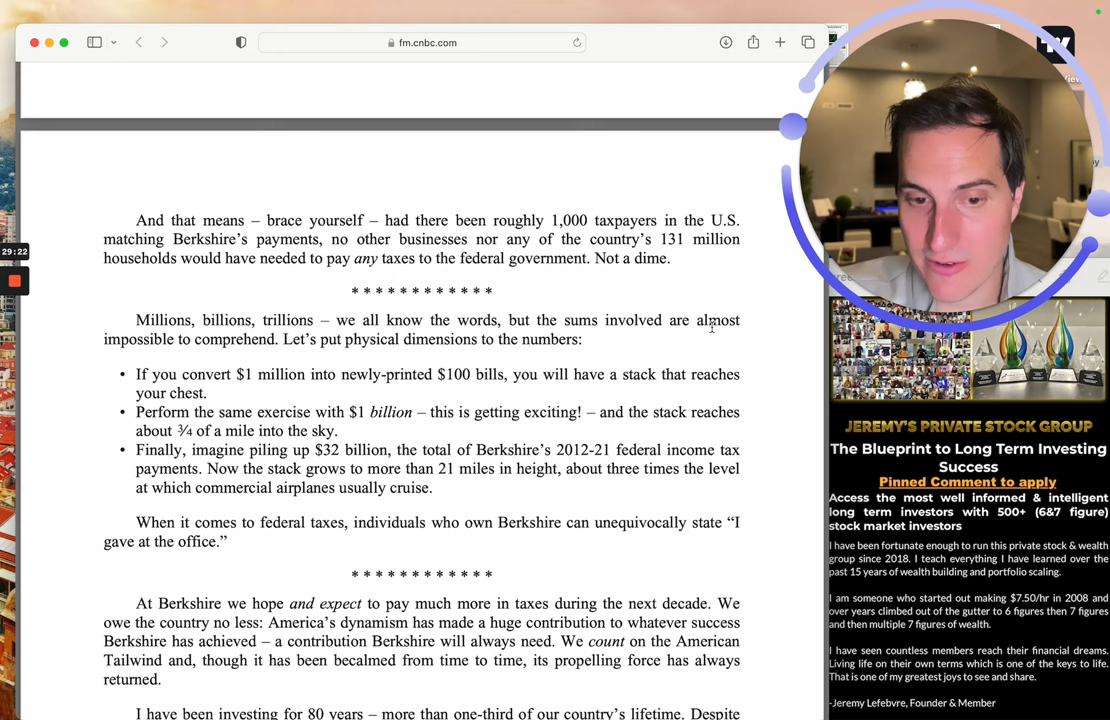 fm.cnbc.com
29:22
And that means – brace yourself – had there been roughly 1,000 taxpayers in the U.S.
matching Berkshire's payments, no other businesses nor any of the country's 131 million
households would have needed to pay any taxes to the federal government. Not a dime.
* * * * * * * * * * * *
Millions, billions, trillions – we all know the words, but the sums involved are almost
impossible to comprehend. Let's put physical dimensions to the numbers:
• If you convert $1 million into newly-printed $100 bills, you will have a stack that reaches
your chest.
• Perform the same exercise with $1 billion – this is getting exciting! – and the stack reaches
about ¾ of a mile into the sky.
• Finally, imagine piling up $32 billion, the total of Berkshire's 2012-21 federal income tax
payments. Now the stack grows to more than 21 miles in height, about three times the level
at which commercial airplanes usually cruise.
When it comes to federal taxes, individuals who own Berkshire can unequivocally state “I
gave at the office.”
* * * * * * * * * * * *
At Berkshire we hope and expect to pay much more in taxes during the next decade. We
owe the country no less: America's dynamism has made a huge contribution to whatever success
Berkshire has achieved – a contribution Berkshire will always need. We count on the American
Tailwind and, though it has been becalmed from time to time, its propelling force has always
returned.
I have been investing for 80 years – more than one-third of our country's lifetime. Despite
JEREMY'S PRIVATE STOCK GROUP
The Blueprint to Long Term Investing
Success
Pinned Comment to apply
Access the most well informed & intelligent
long term investors with 500+ (6&7 figure)
stock market investors
I have been fortunate enough to run this private stock & wealth
group since 2018. I teach everything I have learned over the
past 15 years of wealth building and portfolio scaling.
I am someone who started out making $7.50/hr in 2008 and
over years climbed out of the gutter to 6 figures then 7 figures
and then multiple 7 figures of wealth.
I have seen countless members reach their financial dreams.
Living life on their own terms which is one of the keys to life.
That is one of my greatest joys to see and share.
-Jeremy Lefebvre, Founder & Member